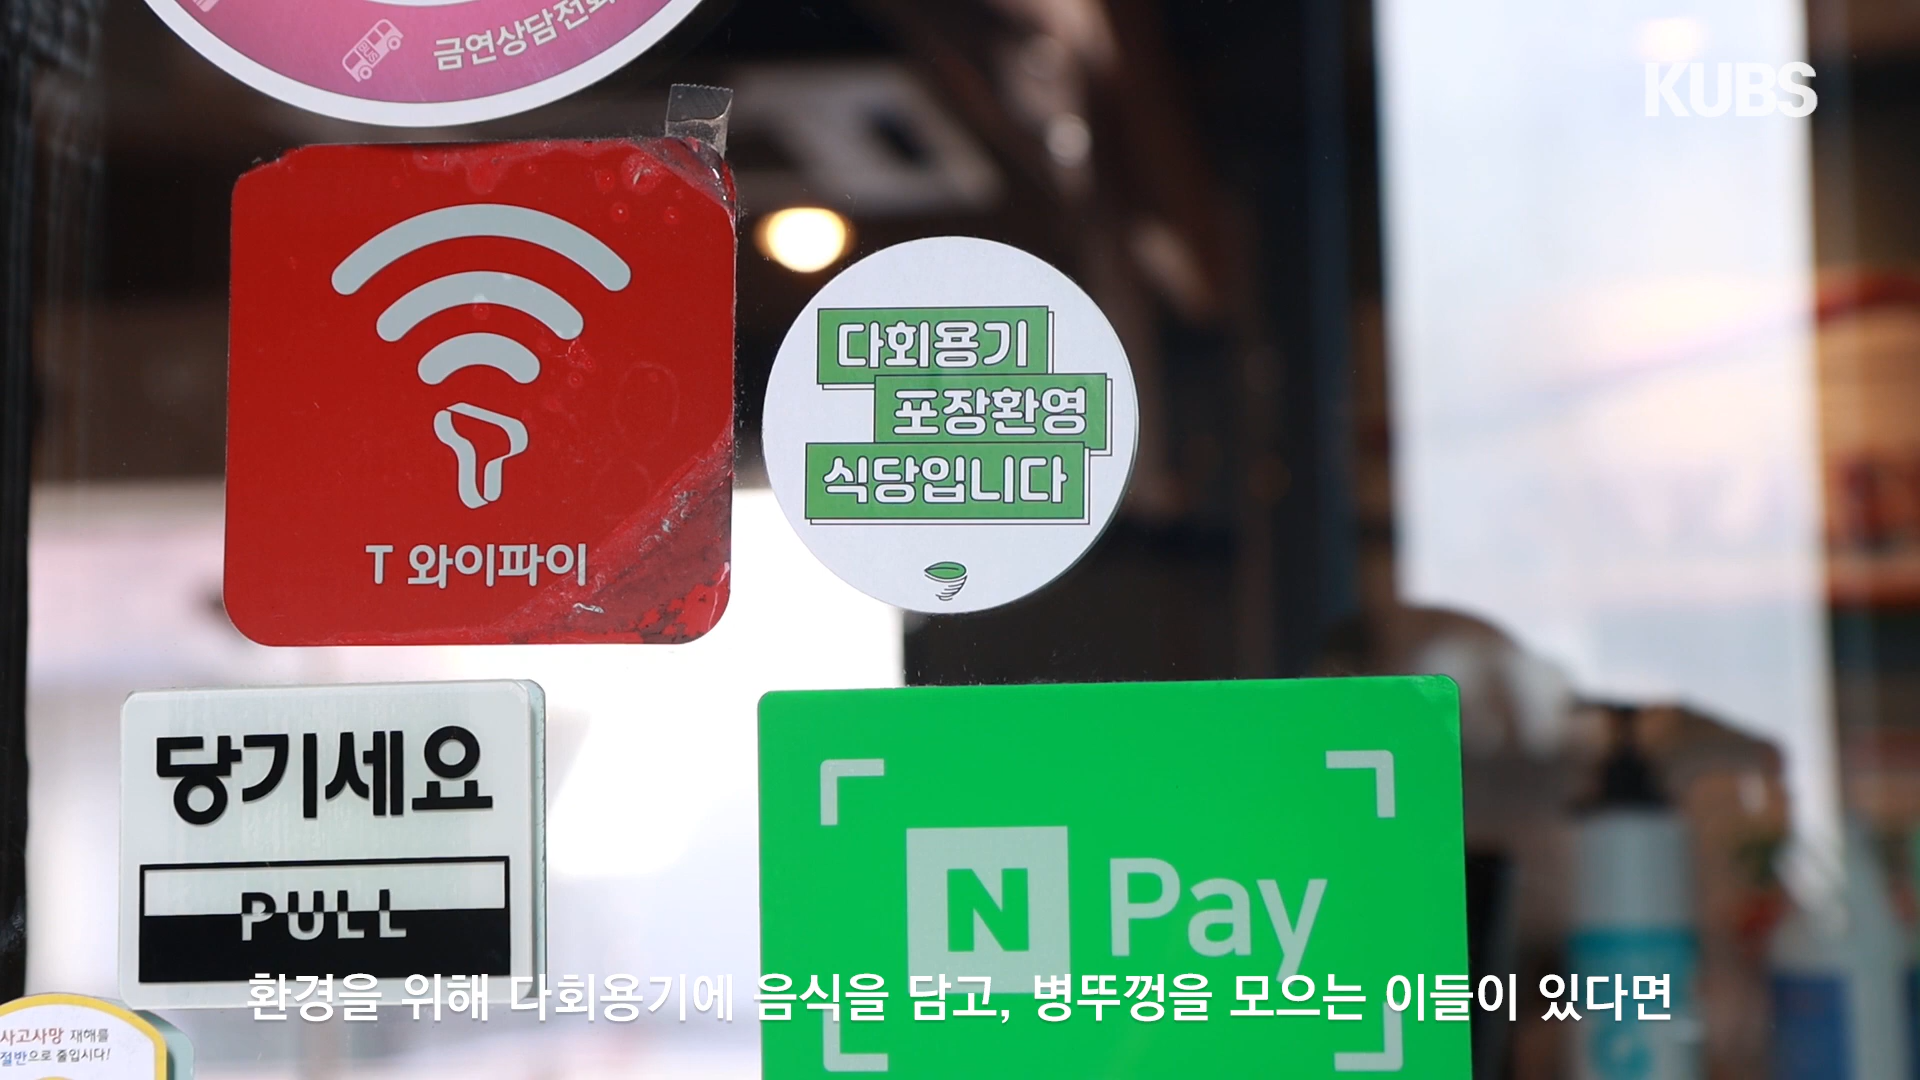 금연상담전화
KUBS
다회용기
포장환영
식당입니다
T 와이파이
당기세요
PULL
N Pay
환경을 위해 다회용기에 음식을 담고, 병뚜껑을 모으는 이들이 있다면
사고사망 재해를
절반으로 줄입시다!